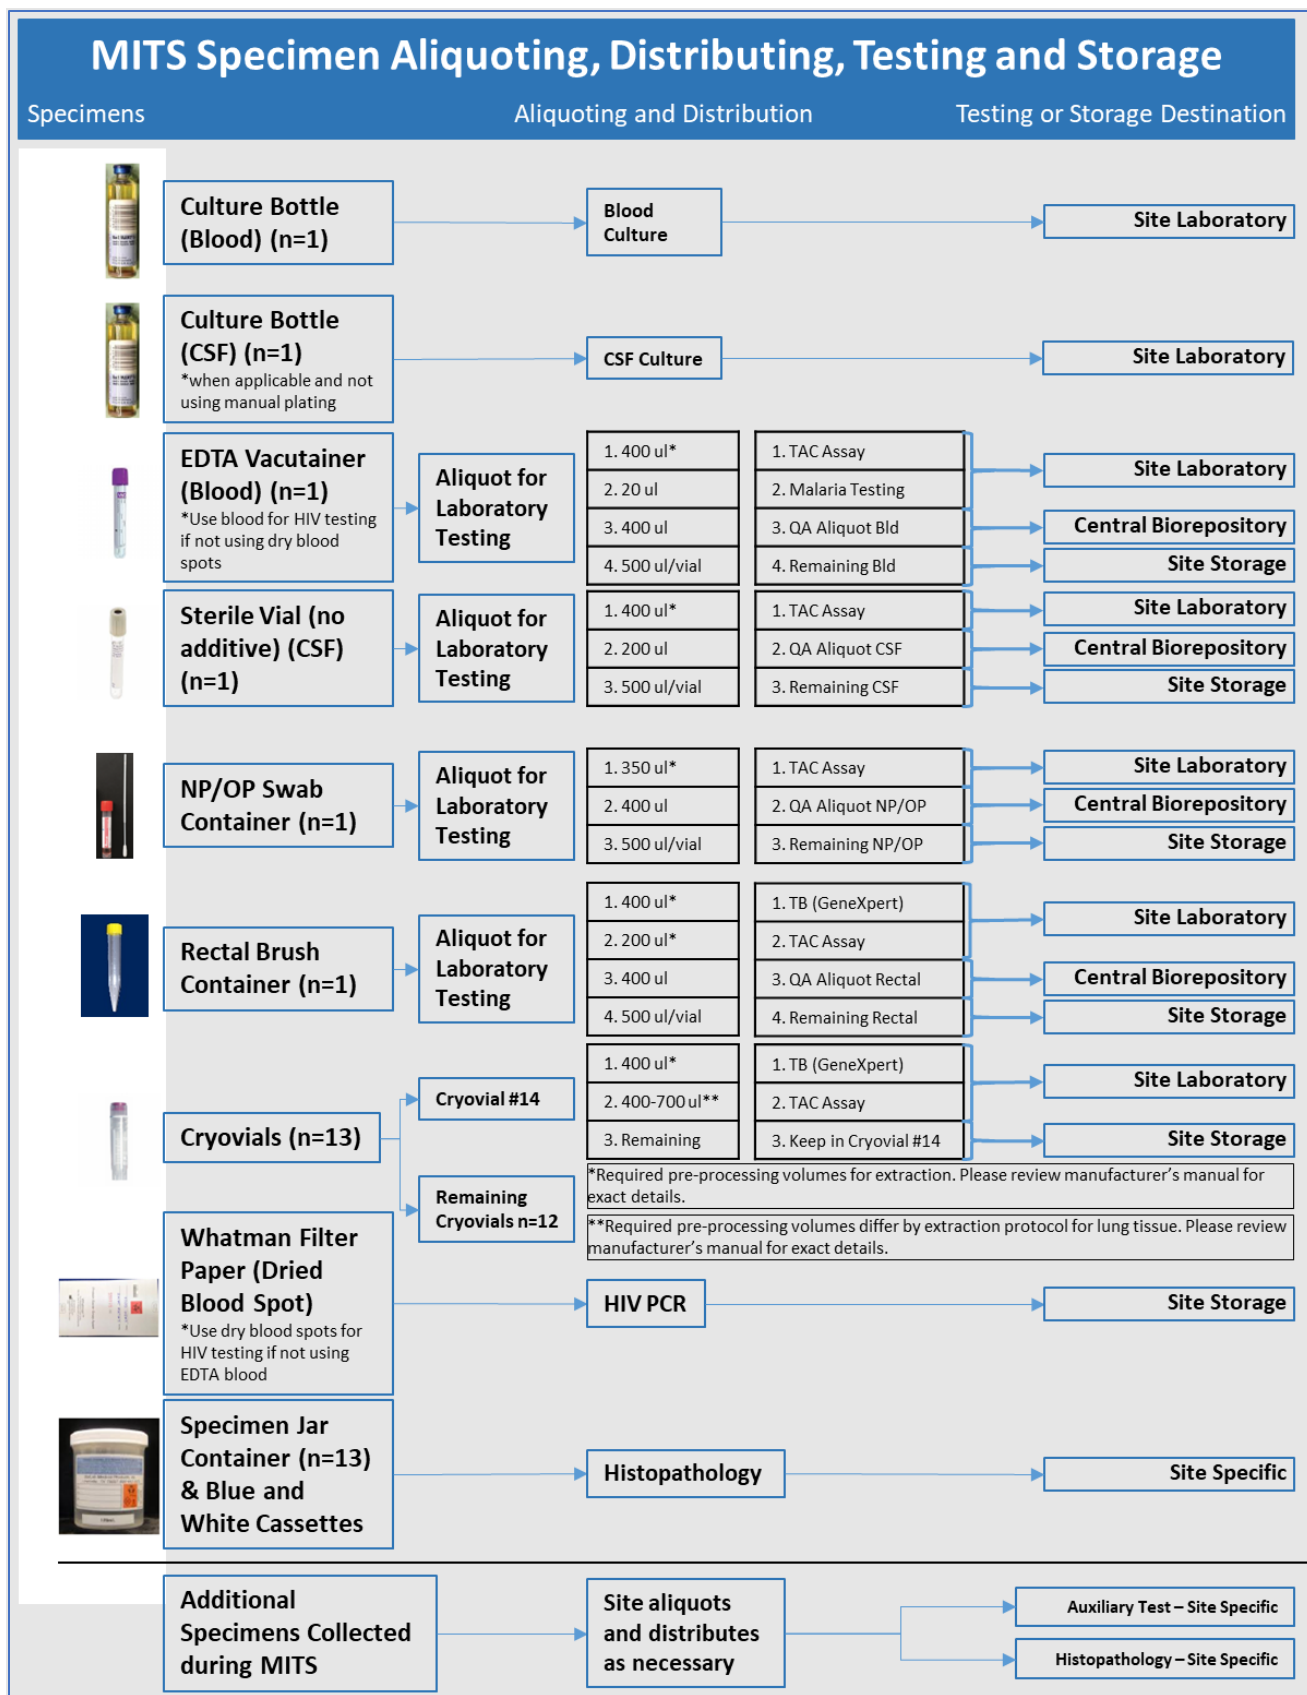 MITS Specimen Aliquoting, Distributing, Testing and Storage
Specimens
Aliquoting and Distribution
Testing or Storage Destination
Culture Bottle
(Blood) (n=1)
Blood
Culture
Site Laboratory
Culture Bottle
(CSF) (n=1)
*when applicable and not
using manual plating
CSF Culture
Site Laboratory
EDTA Vacutainer
(Blood) (n=1)
*Use blood for HIV testing
if not using dry blood
spots
Aliquot for
Laboratory
Testing
1. 400 ul*
2. 20 ul
3. 400 ul
4. 500 ul/vial
1. TAC Assay
2. Malaria Testing
3. QA Aliquot Bld
4. Remaining Bld
Site Laboratory
Central Biorepository
Site Storage
Sterile Vial (no
additive) (CSF)
(n=1)
Aliquot for
Laboratory
Testing
1. 400 ul*
2. 200 ul
3. 500 ul/vial
1. TAC Assay
2. QA Aliquot CSF
3. Remaining CSF
Site Laboratory
Central Biorepository
Site Storage
NP/OP Swab
Container (n=1)
Aliquot for
Laboratory
Testing
1. 350 ul*
2. 400 ul
3. 500 ul/vial
1. TAC Assay
2. QA Aliquot NP/OP
3. Remaining NP/OP
Site Laboratory
Central Biorepository
Site Storage
Rectal Brush
Container (n=1)
Aliquot for
Laboratory
Testing
1. 400 ul*
2. 200 ul*
3. 400 ul
4. 500 ul/vial
1. TB (GeneXpert)
2. TAC Assay
3. QA Aliquot Rectal
4. Remaining Rectal
Site Laboratory
Central Biorepository
Site Storage
Cryovials (n=13)
Cryovial #14
1. 400 ul*
2. 400-700 ul**
3. Remaining
1. TB (GeneXpert)
2. TAC Assay
3. Keep in Cryovial #14
Site Laboratory
Site Storage
Remaining
Cryovials n=12
*Required pre-processing volumes for extraction. Please review manufacturer's manual for
exact details.
**Required pre-processing volumes differ by extraction protocol for lung tissue. Please review
manufacturer's manual for exact details.
Whatman Filter
Paper (Dried
Blood Spot)
*Use dry blood spots for
HIV testing if not using
EDTA blood
HIV PCR
Site Storage
Specimen Jar
Container (n=13)
& Blue and
White Cassettes
Histopathology
Site Specific
Additional
Specimens Collected
during MITS
Site aliquots
and distributes
as necessary
Auxiliary Test – Site Specific
Histopathology – Site Specific